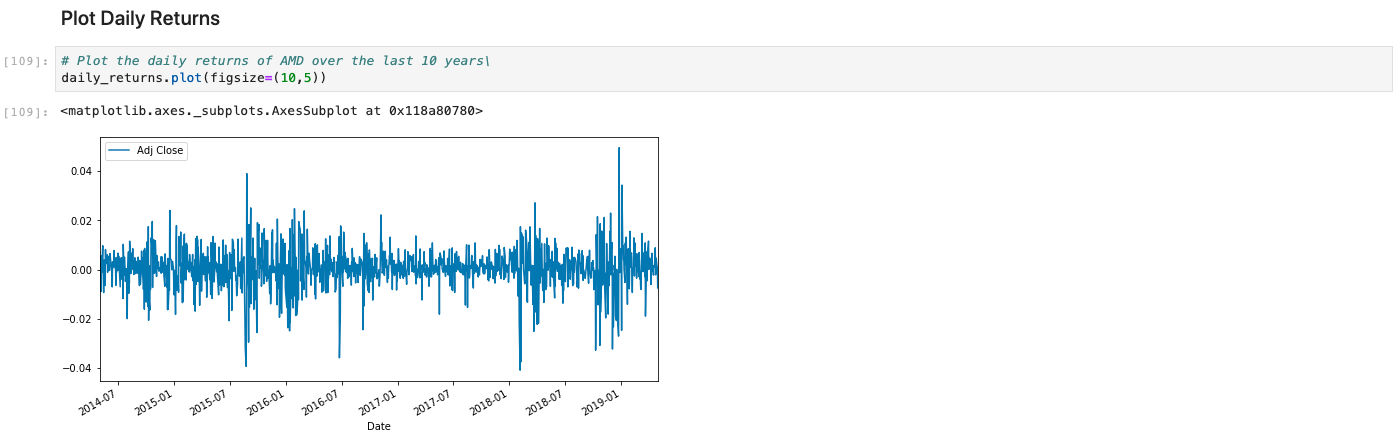 Plot Daily Returns
[109]: # Plot the daily returns of AMD over the last 10 years\
daily_returns.plot(figsize=(10,5))
[109]: <matplotlib.axes._subplots.AxesSubplot at 0x118a80780>
Adj Close
0.04
0.02
0.00
−0.02
−0.04
2014-07 2015-01 2015-07 2016-01 2016-07 2017-01 2017-07 2018-01 2018-07 2019-01
Date